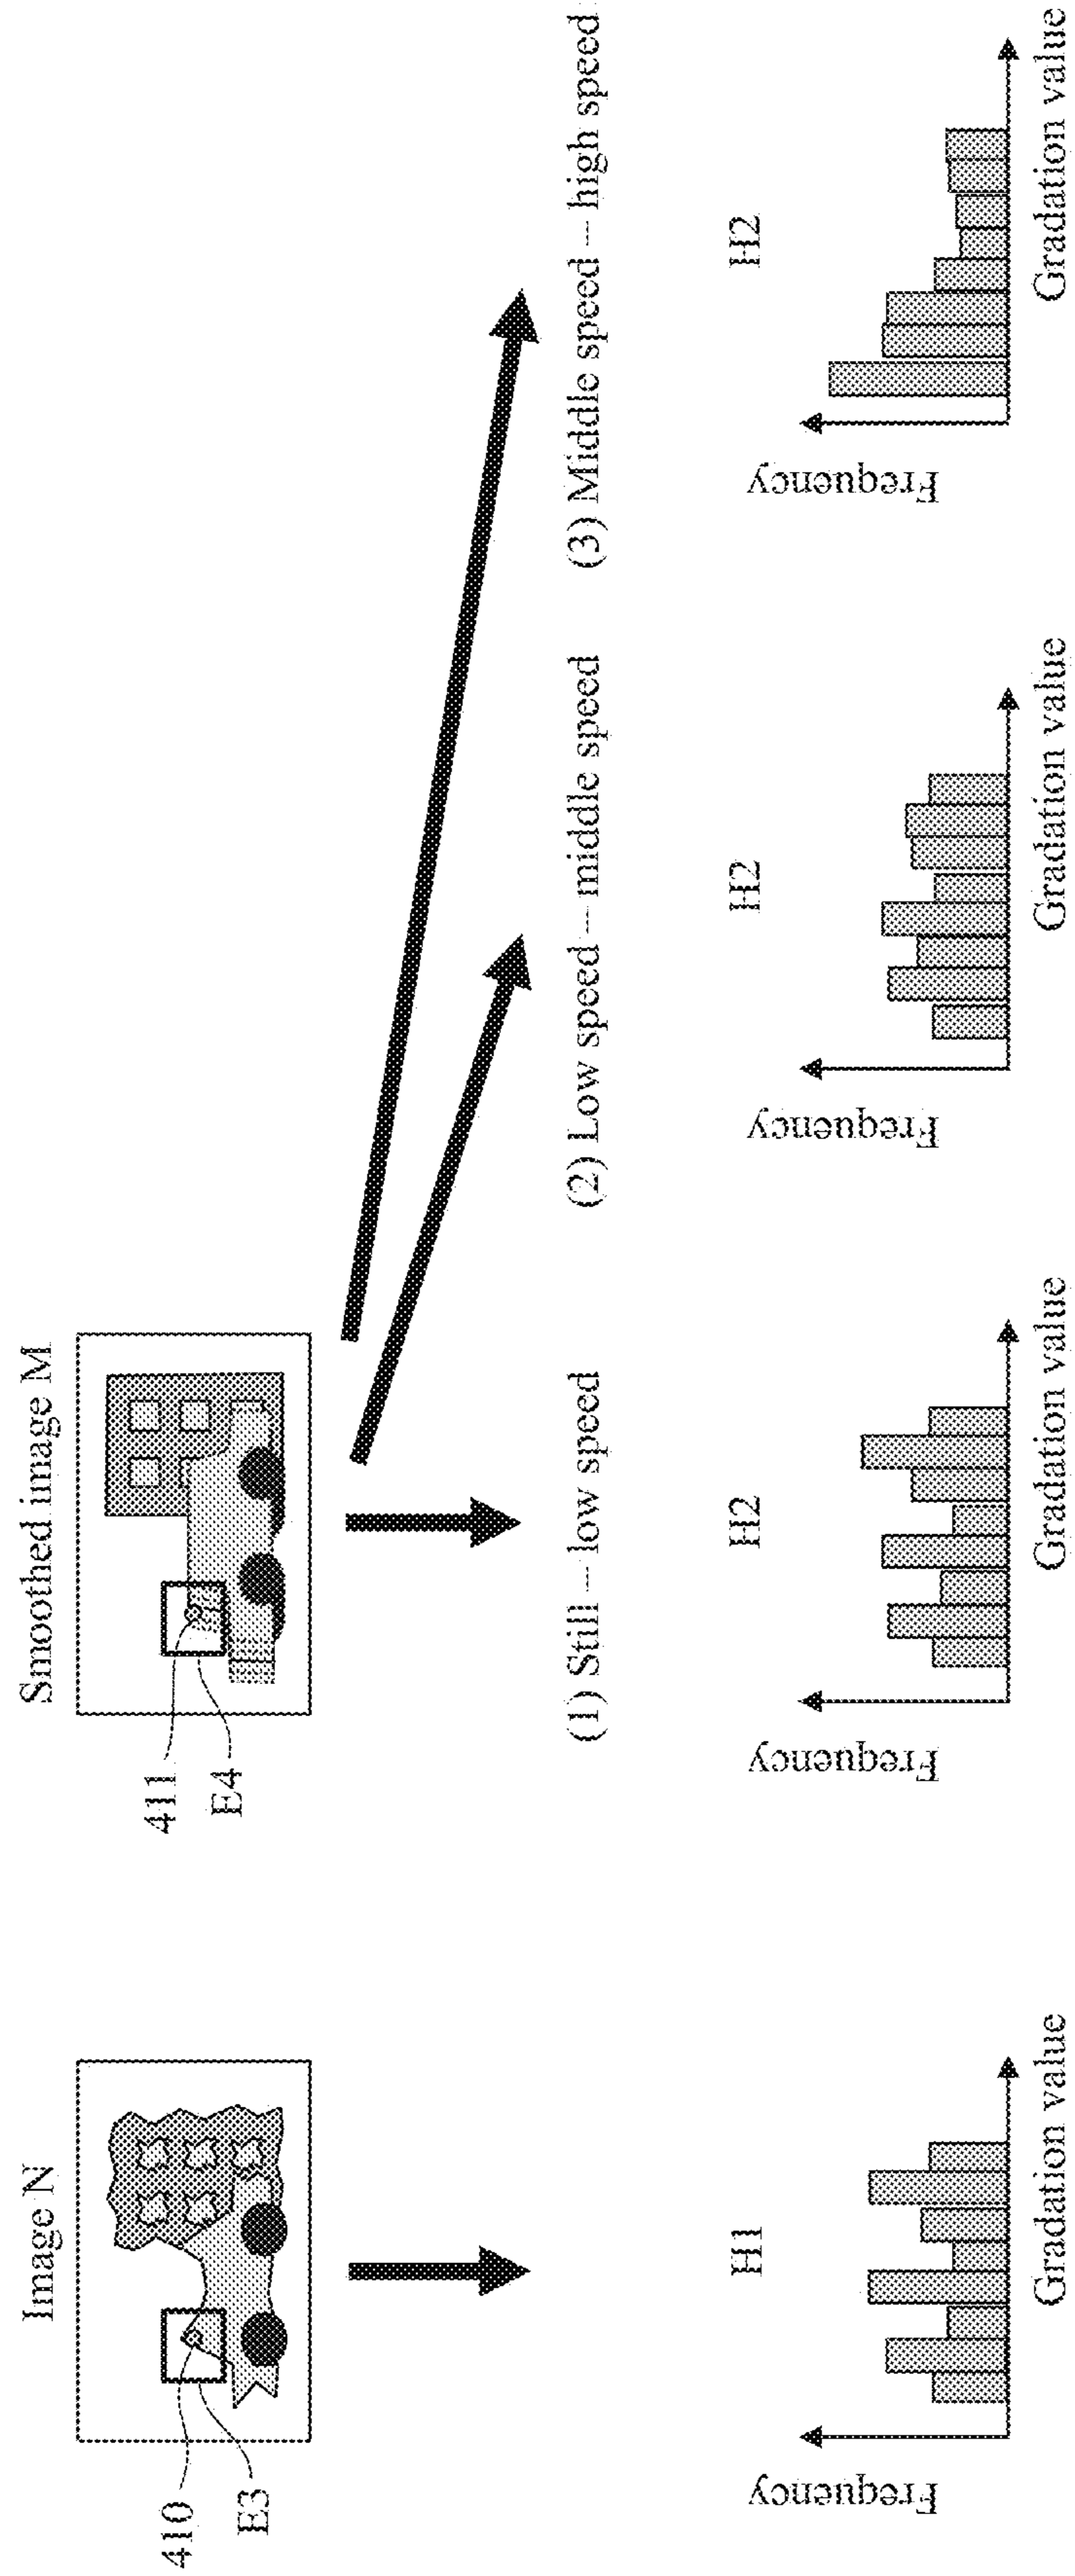 Image N
Smoothed image M
410
E3
411
E4
(1) Still – low speed
(2) Low speed – middle speed
(3) Middle speed – high speed
H1
H2
H2
H2
Frequency
Gradation value
Frequency
Gradation value
Frequency
Gradation value
Frequency
Gradation value